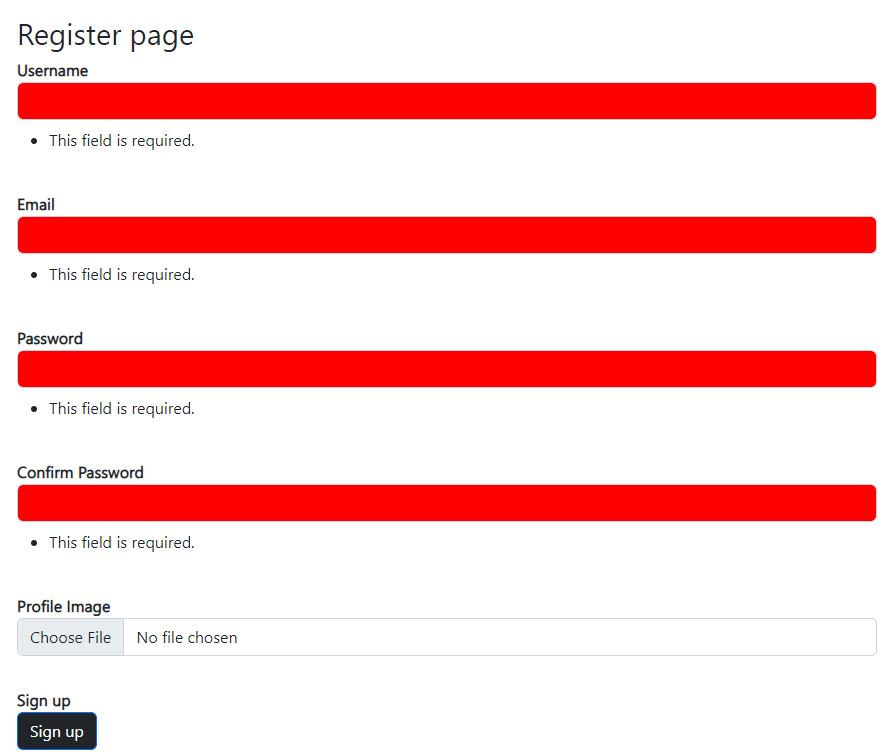 Register page
Username
This field is required.
Email
This field is required.
Password
This field is required.
Confirm Password
This field is required.
Profile Image
Choose File No file chosen
Sign up
Sign up